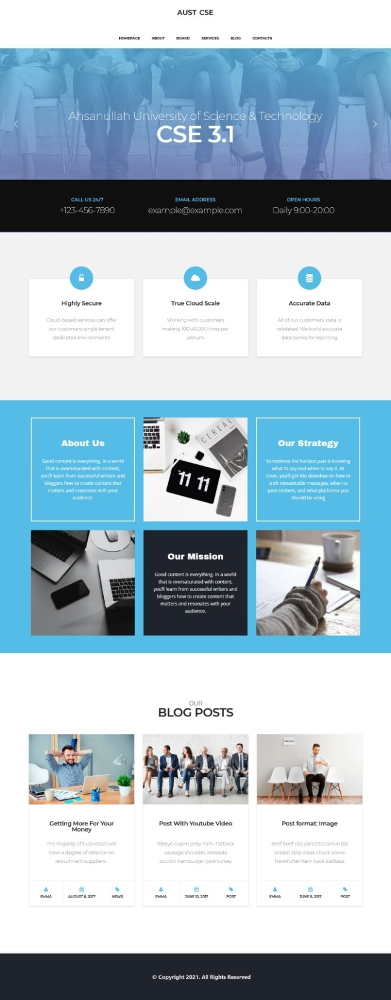 AUST CSE
HOMEPAGE ABOUT BOARD SERVICES BLOG CONTACTS
Ahsanullah University of Science & Technology
CSE 3.1
CALL US 24/7
+123-456-7890
EMAIL ADDRESS
example@example.com
OPEN HOURS
Daily 9:00-20:00
Highly Secure
Cloud-based services can offer
our customers single tenant
dedicated environments
True Cloud Scale
Working with customers
making 100-40,000 hires per
annum
Accurate Data
All of our customers' data is
validated. We build accurate
data banks for reporting
About Us
Good content is everything. In a world
that is oversaturated with content,
you'll learn from successful writers and
bloggers how to create content that
matters and resonates with your
audience.
CEREAL
11 11
Our Strategy
Sometimes the hardest part is knowing
what to say and when to say it. At
Lines, you'll get the downlow on how to
craft retweetable messages, when to
post content, and what platforms you
should be using
Our Mission
Good content is everything. In a world
that is oversaturated with content,
you'll learn from successful writers and
bloggers how to create content that
matters and resonates with your
audience.
OUR
BLOG POSTS
Getting More For Your
Money
The majority of businesses will
have a degree of reliance on
recruitment suppliers...
EMMA AUGUST 6, 2017 NEWS
Post With Youtube Video
Ribeye cupim jerky ham. Fatback
sausage shoulder, bresaola
boudin hamburger pork turkey
EMMA JUNE 10, 2017 POST
Post format: Image
Beef beef ribs pancetta sirloin tail
brisket strip steak chuck swine
frankfurter ham hock kielbasa
EMMA JUNE 8, 2017 POST
© Copyright 2021. All Rights Reserved